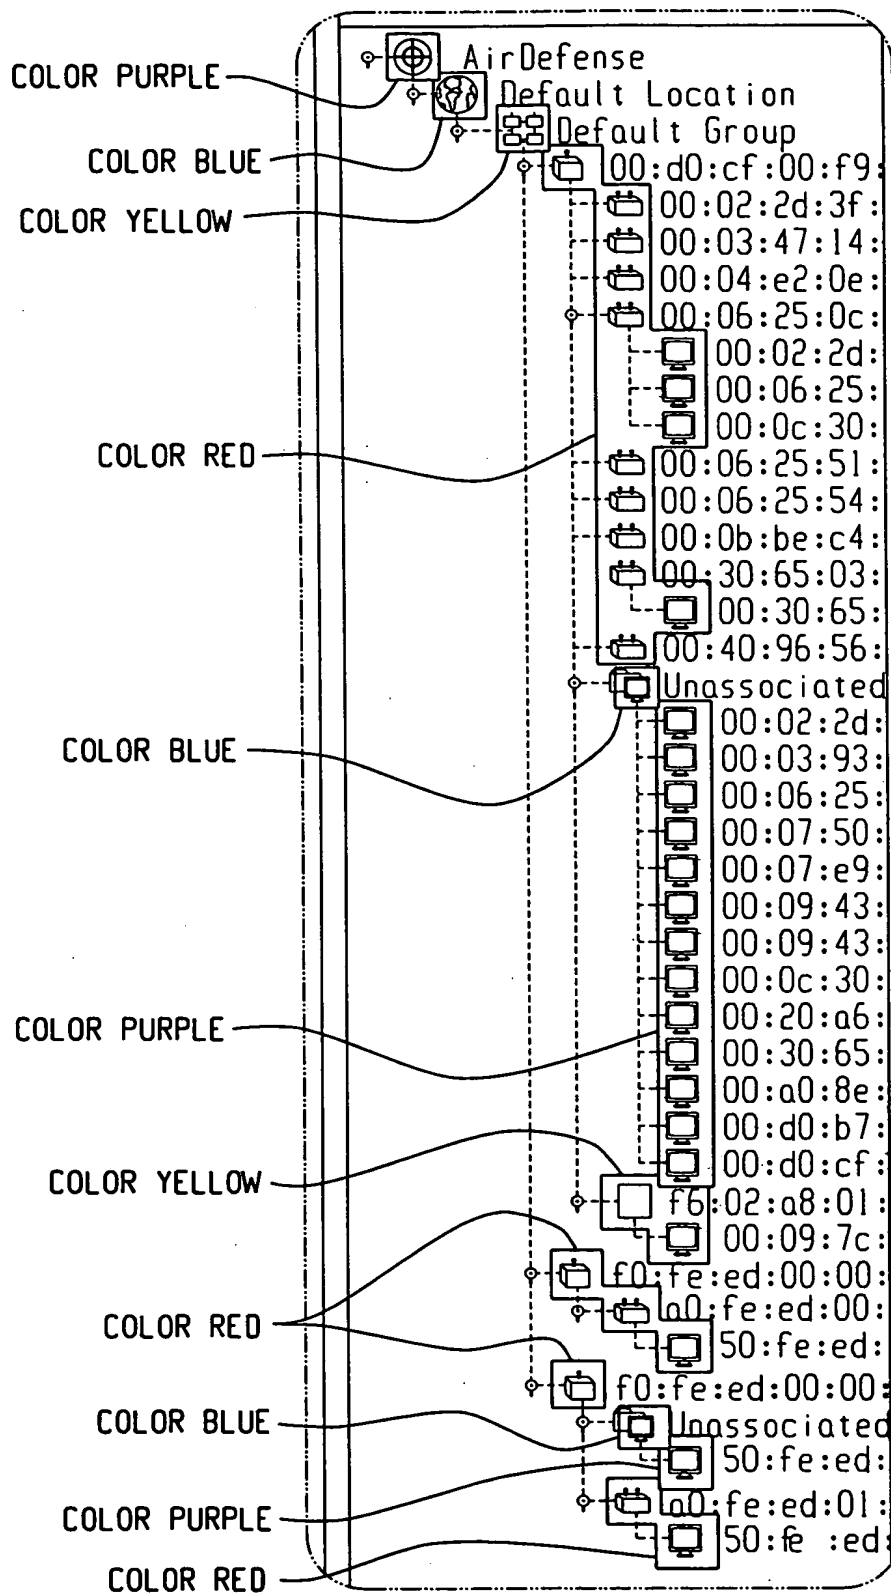 AirDefense
COLOR PURPLE
Default Location
Default Group
COLOR BLUE
00:d0:cf:00:f9:
00:02:2d:3f:
COLOR YELLOW
00:03:47:14:
00:04:e2:0e:
00:06:25:0c:
00:02:2d:
00:06:25:
00:0c:30:
COLOR RED
00:06:25:51:
00:06:25:54:
00:0b:be:c4:
00:30:65:03:
00:30:65:
00:40:96:56:
Unassociated
00:02:2d:
COLOR BLUE
00:03:93:
00:06:25:
00:07:50:
00:07:e9:
00:09:43:
00:09:43:
00:0c:30:
00:20:a6:
COLOR PURPLE
00:30:65:
00:a0:8e:
00:d0:b7:
00:d0:cf:
COLOR YELLOW
f6:02:a8:01:
00:09:7c:
f0:fe:ed:00:00:
a0:fe:ed:00:
COLOR RED
50:fe:ed:
f0:fe:ed:00:00:
COLOR BLUE
Unassociated
50:fe:ed:
a0:fe:ed:01:
COLOR PURPLE
50:fe :ed:
COLOR RED